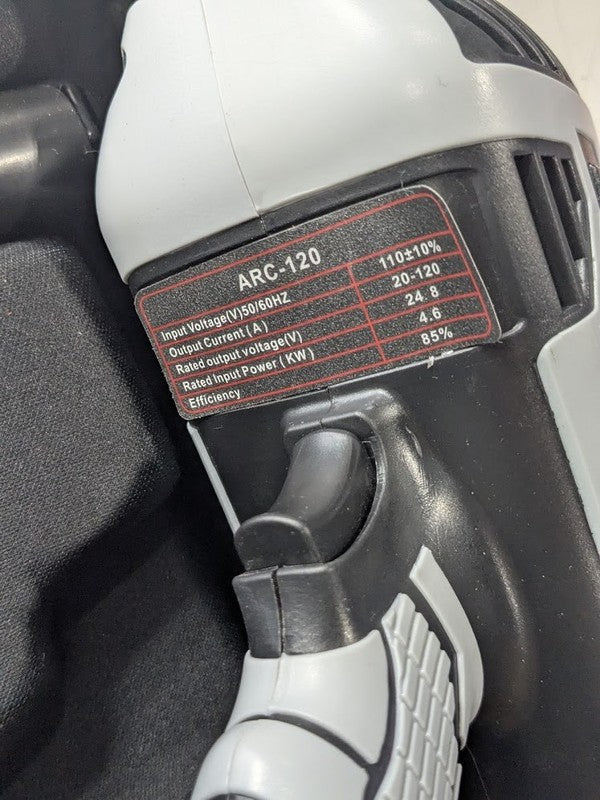 ARC-120
Input Voltage(V)50/60HZ 110±10%
Output Current ( A ) 20-120
Rated output voltage(V) 24. 8
Rated Input Power ( KW ) 4.6
Efficiency 85%